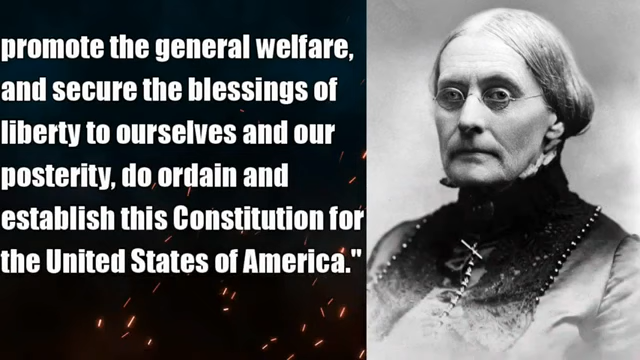 promote the general welfare,
and secure the blessings of
liberty to ourselves and our
posterity, do ordain and
establish this Constitution for
the United States of America."